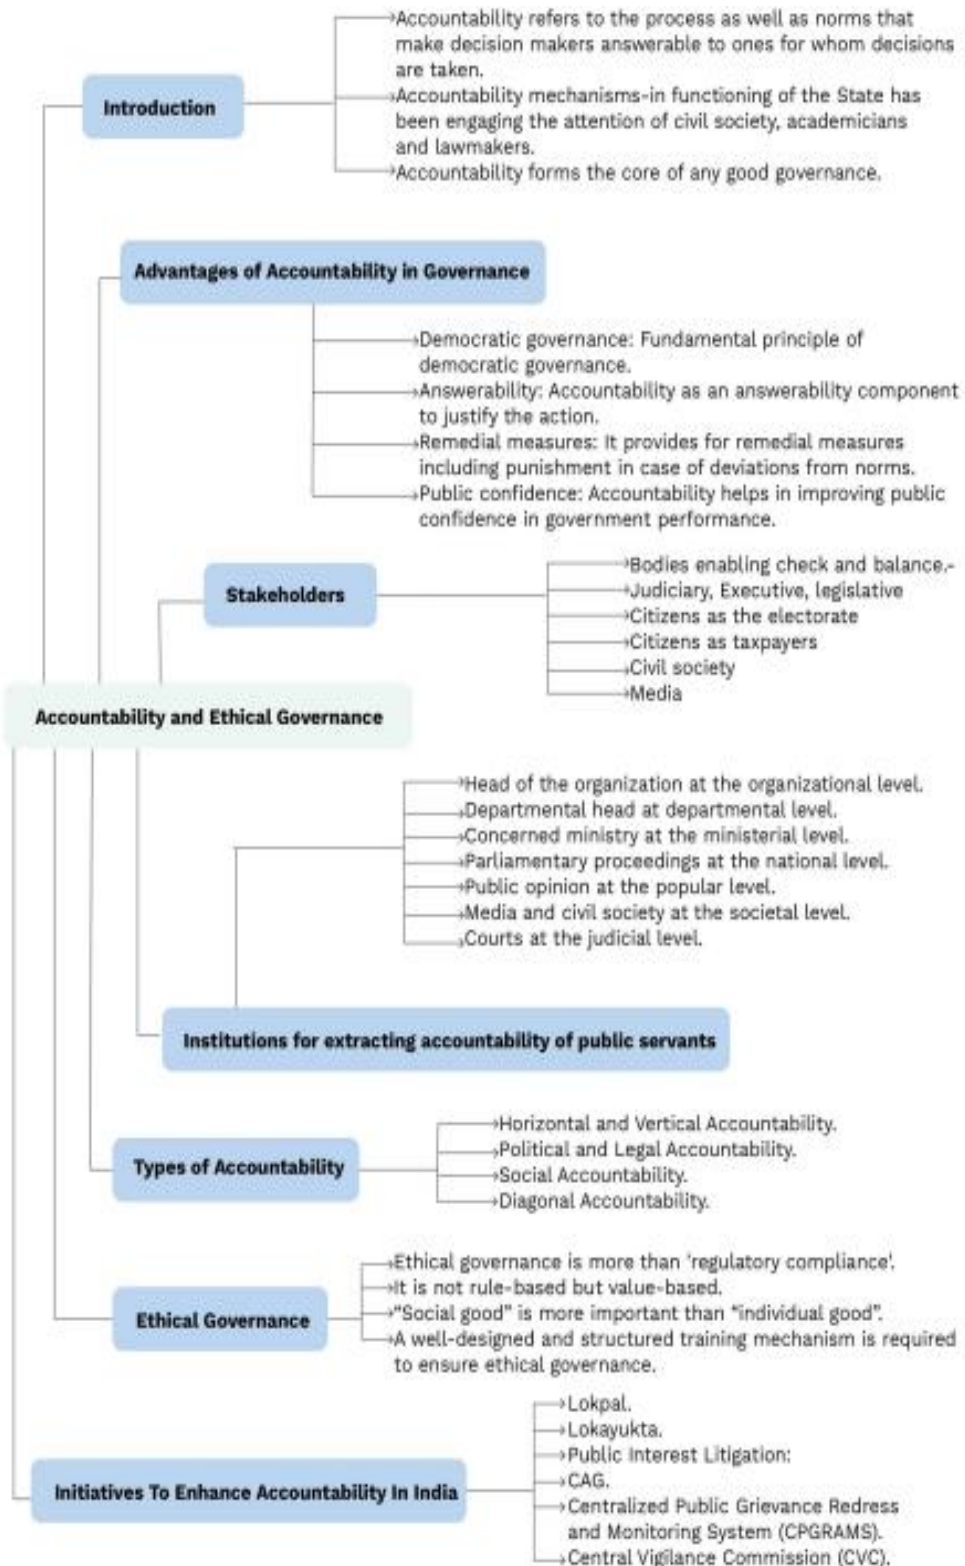 Introduction
Accountability refers to the process as well as norms that
make decision makers answerable to ones for whom decisions
are taken.
Accountability mechanisms-in functioning of the State has
been engaging the attention of civil society, academicians
and lawmakers.
Accountability forms the core of any good governance.
Advantages of Accountability in Governance
Democratic governance: Fundamental principle of
democratic governance.
Answerability: Accountability as an answerability component
to justify the action.
Remedial measures: It provides for remedial measures
including punishment in case of deviations from norms.
Public confidence: Accountability helps in improving public
confidence in government performance.
Stakeholders
Bodies enabling check and balance.-
Judiciary, Executive, legislative
Citizens as the electorate
Citizens as taxpayers
Civil society
Media
Accountability and Ethical Governance
Head of the organization at the organizational level.
Departmental head at departmental level.
Concerned ministry at the ministerial level.
Parliamentary proceedings at the national level.
Public opinion at the popular level.
Media and civil society at the societal level.
Courts at the judicial level.
Institutions for extracting accountability of public servants
Types of Accountability
Horizontal and Vertical Accountability.
Political and Legal Accountability.
Social Accountability.
Diagonal Accountability.
Ethical Governance
Ethical governance is more than 'regulatory compliance'.
It is not rule-based but value-based.
“Social good” is more important than “individual good”.
A well-designed and structured training mechanism is required
to ensure ethical governance.
Initiatives To Enhance Accountability In India
Lokpal.
Lokayukta.
Public Interest Litigation:
CAG.
Centralized Public Grievance Redress
and Monitoring System (CPGRAMS).
Central Vigilance Commission (CVC).